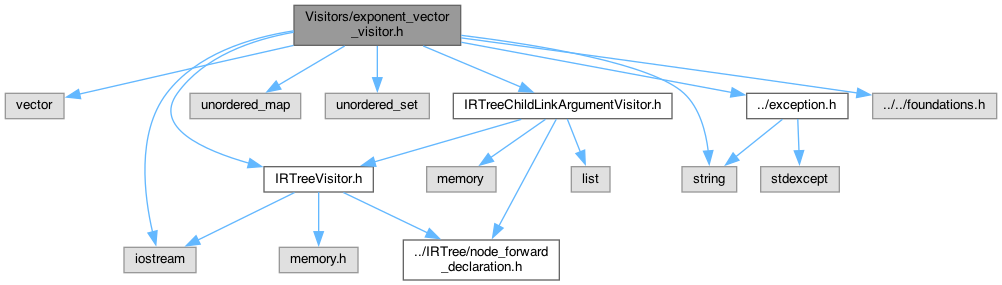 Visitors/exponent_vector
_visitor.h
vector
unordered_map
unordered_set
IRTreeChildLinkArgumentVisitor.h
../exception.h
../../foundations.h
IRTreeVisitor.h
memory
list
string
stdexcept
iostream
memory.h
../IRTree/node_forward
_declaration.h